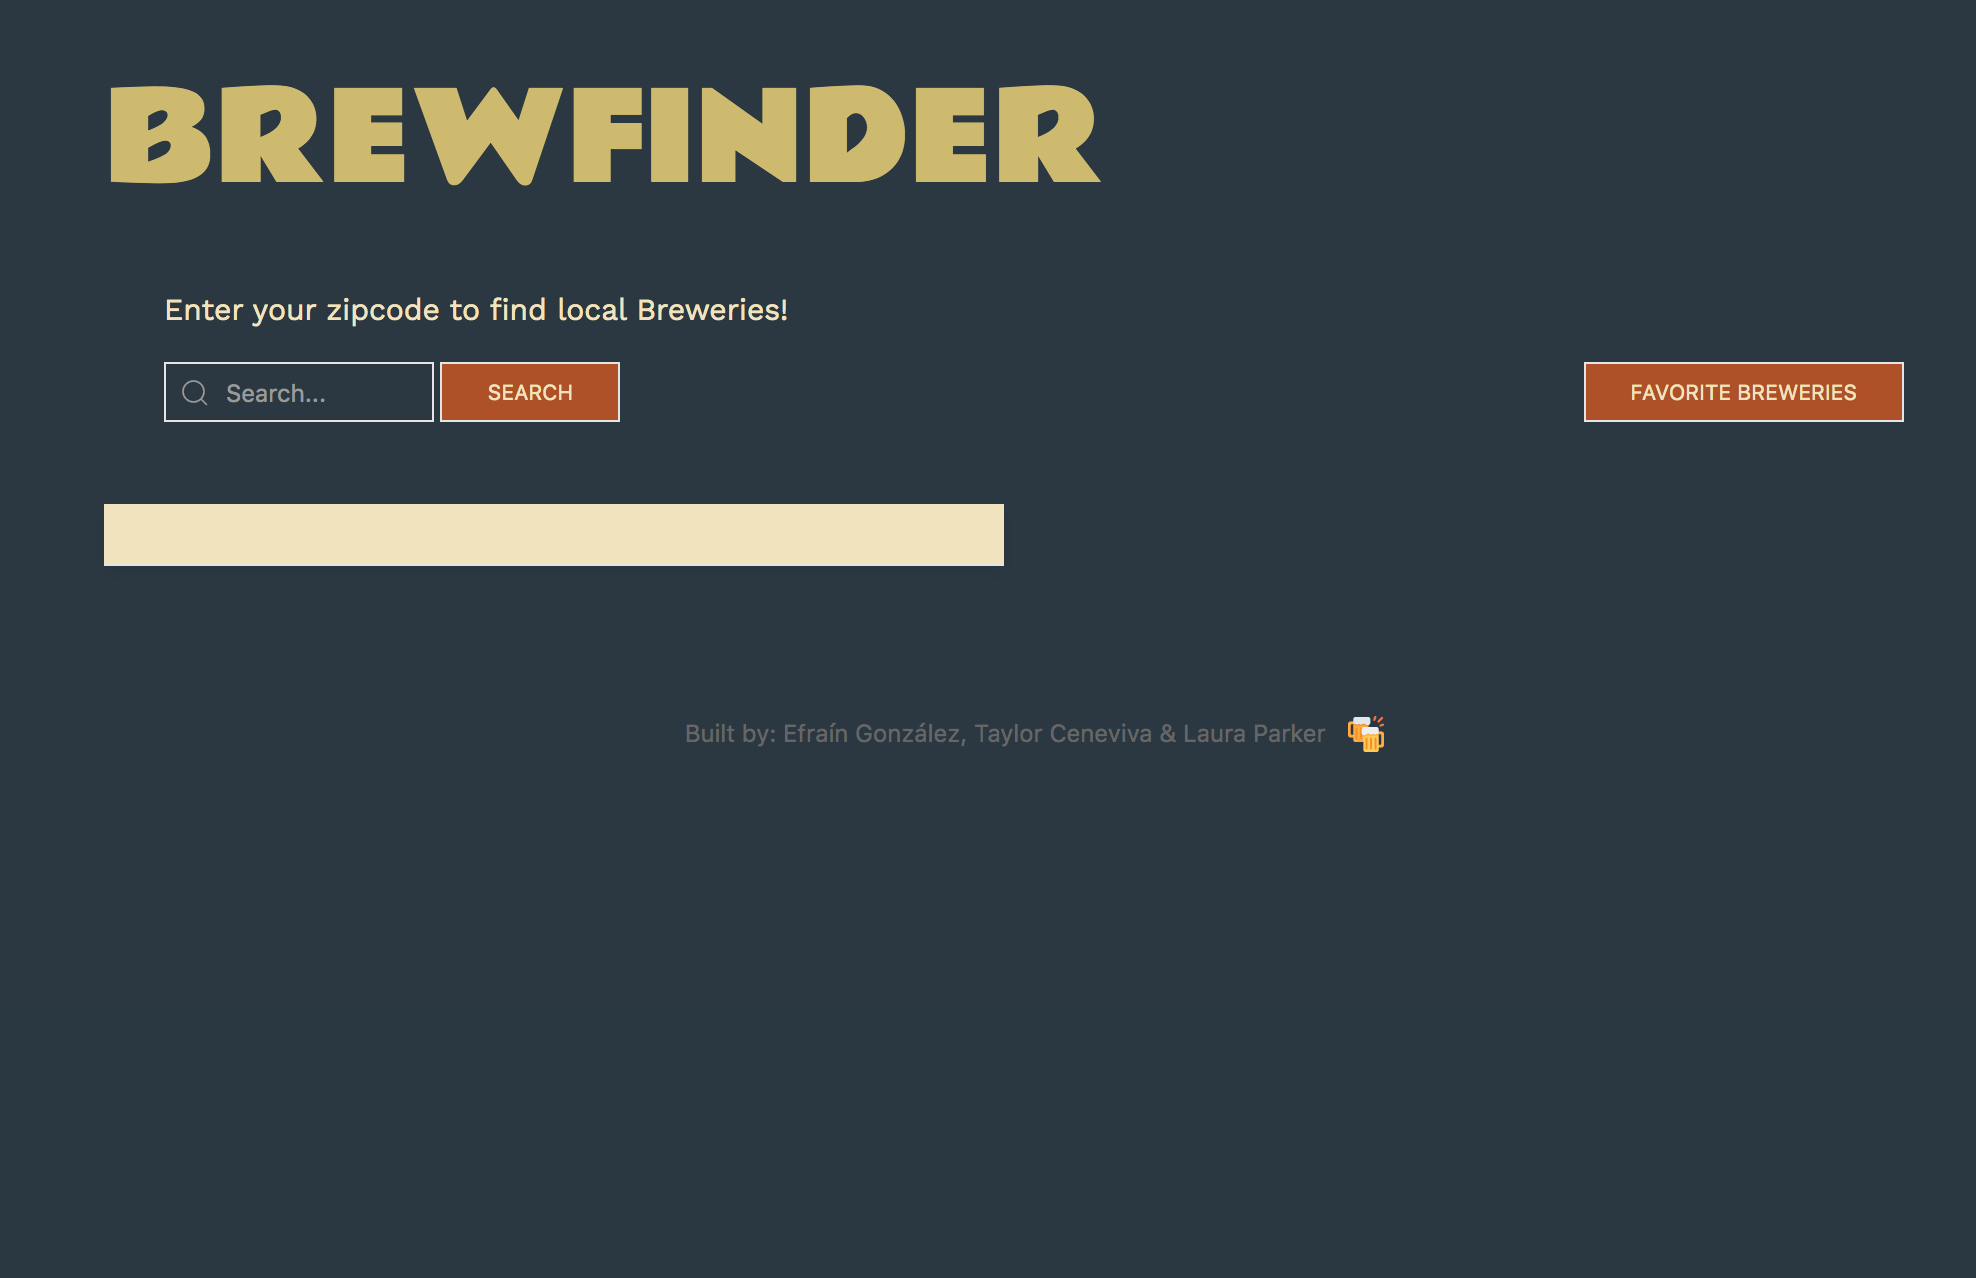 BREWFINDER
Enter your zipcode to find local Breweries!
Search...
SEARCH
FAVORITE BREWERIES
Built by: Efraín González, Taylor Ceneviva & Laura Parker